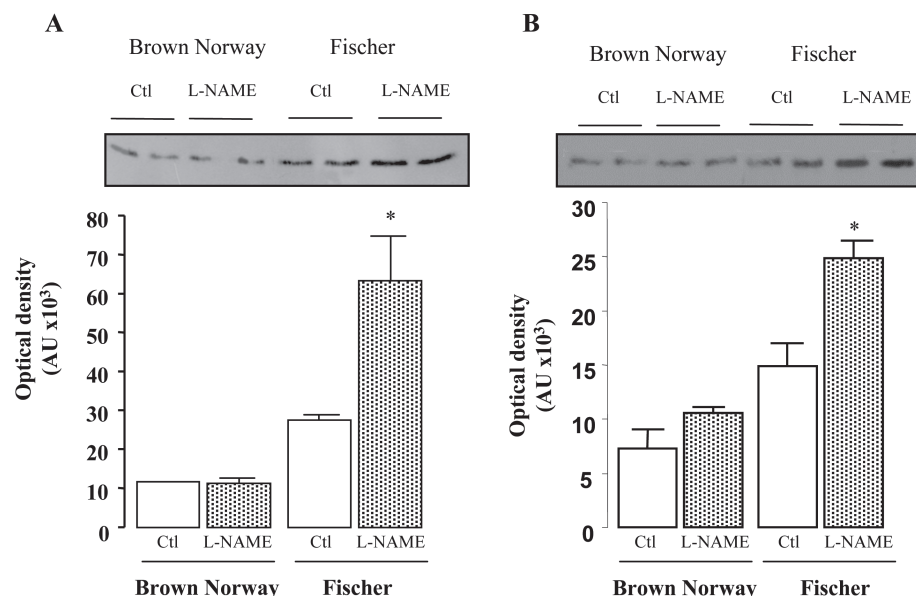 A
Brown Norway Fischer
Ctl L-NAME Ctl L-NAME
Optical density
(AU x10³)
80
70
60
50
40
30
20
10
0
*
Ctl L-NAME Ctl L-NAME
Brown Norway Fischer
B
Brown Norway Fischer
Ctl L-NAME Ctl L-NAME
Optical density
(AU x10³)
30
25
20
15
10
5
0
*
Ctl L-NAME Ctl L-NAME
Brown Norway Fischer